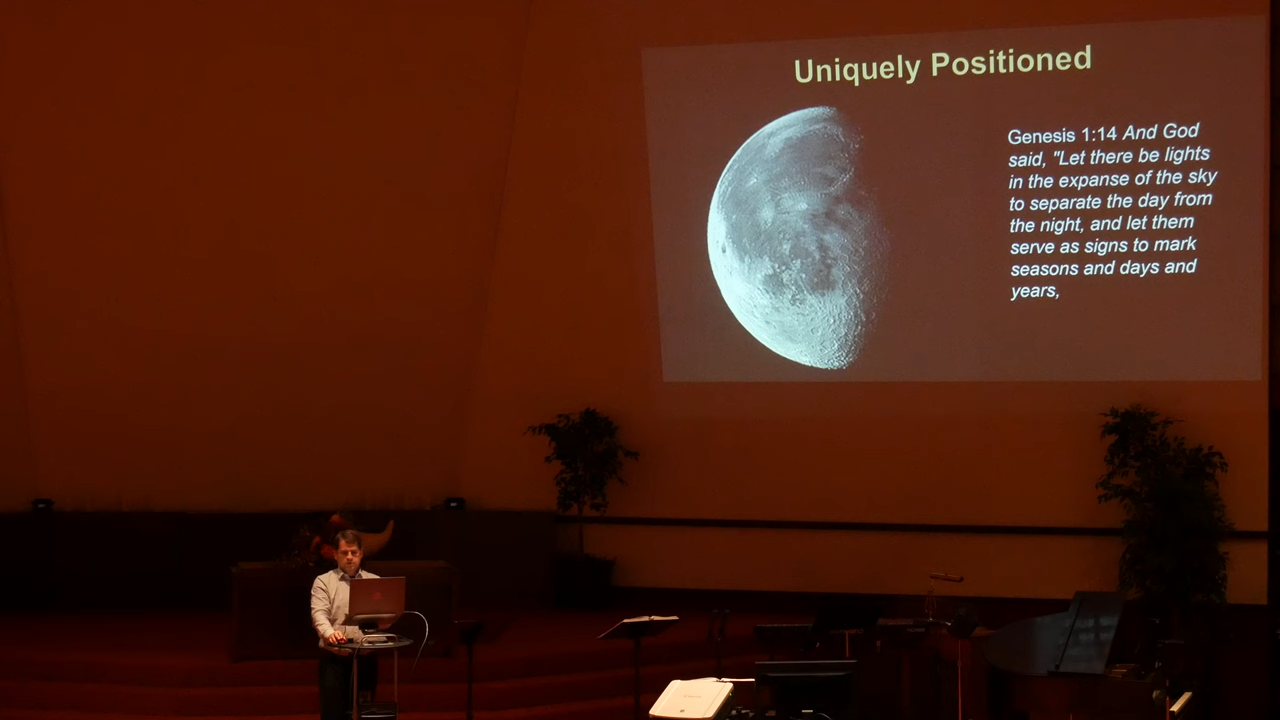 Uniquely Positioned
Genesis 1:14 And God
said, "Let there be lights
in the expanse of the sky
to separate the day from
the night, and let them
serve as signs to mark
seasons and days and
years,